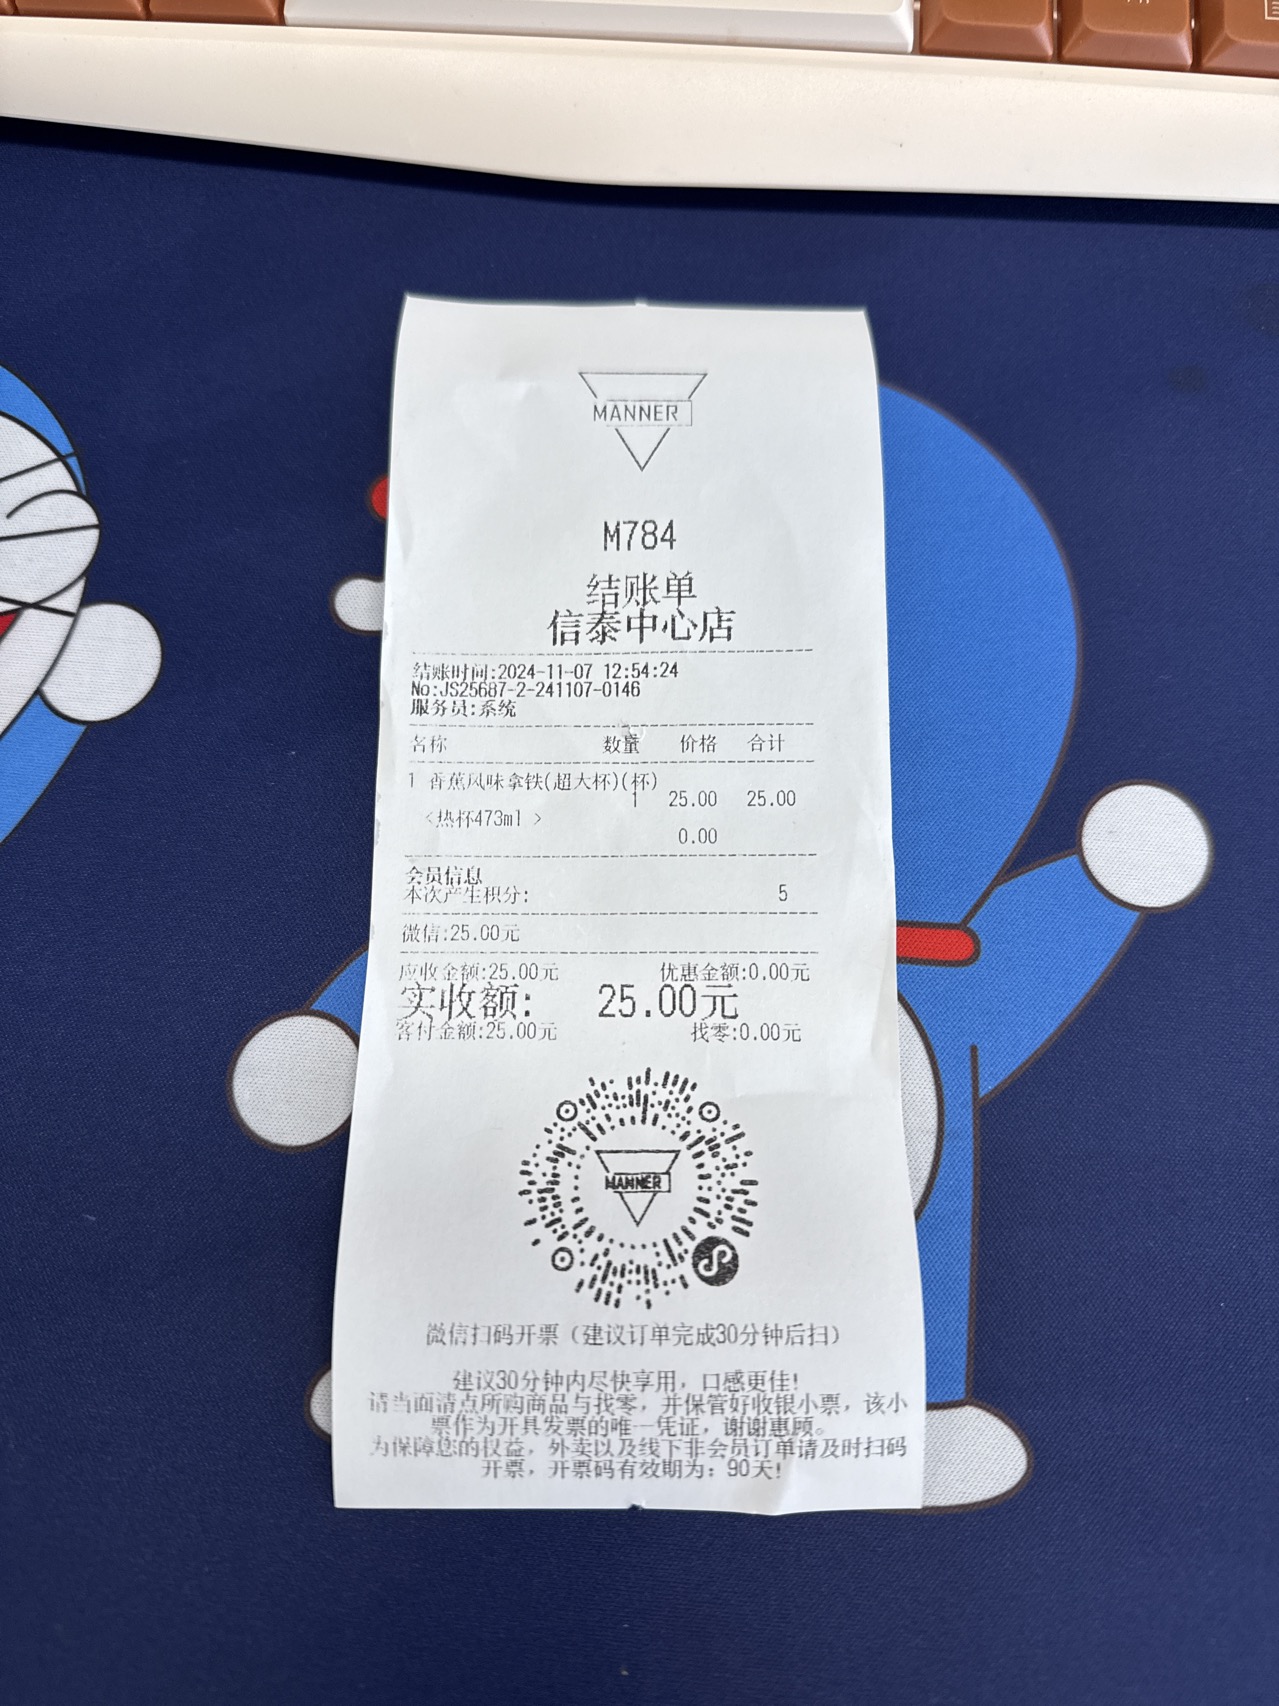 MANNER
M784
结账单
信泰中心店
结账时间:2024-11-07 12:54:24
No:JS25687-2-241107-0146
服务员:系统
名称 数量 价格 合计
1 香蕉风味拿铁(超大杯)(杯)
1 25.00 25.00
<热杯473ml >
0.00
会员信息
本次产生积分: 5
微信:25.00元
应收金额:25.00元 优惠金额:0.00元
实收额: 25.00元
客付金额:25.00元 找零:0.00元
MANNER
微信扫码开票（建议订单完成30分钟后扫）
建议30分钟内尽快享用，口感更佳!
请当面清点所购商品与找零，并保管好收银小票，该小
票作为开具发票的唯一凭证，谢谢惠顾。
为保障您的权益，外卖以及线下非会员订单请及时扫码
开票，开票码有效期为：90天!